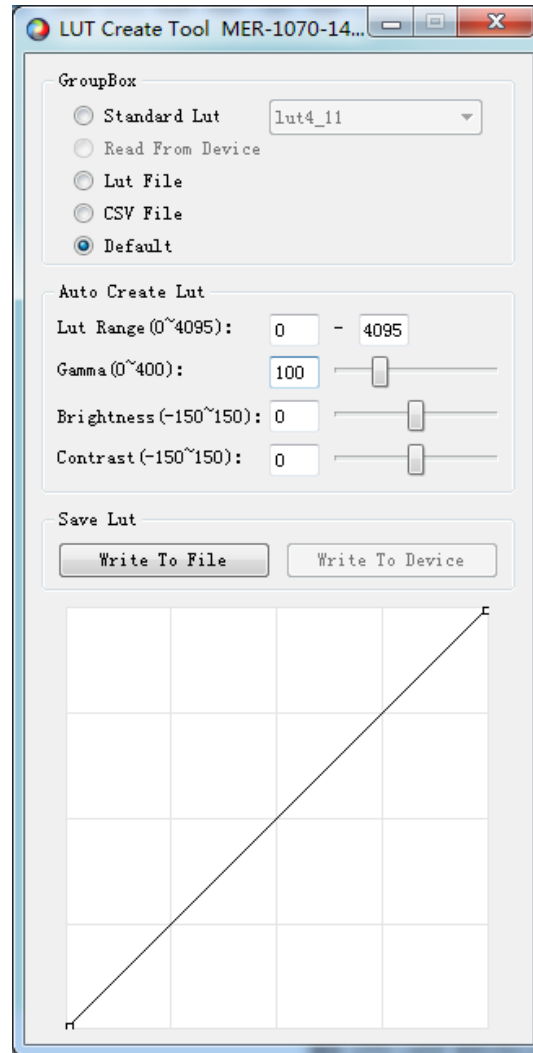 LUT Create Tool MER-1070-14...
GroupBox
Standard Lut lut4_11
Read From Device
Lut File
CSV File
Default
Auto Create Lut
Lut Range(0~4095): 0 - 4095
Gamma(0~400): 100
Brightness(-150~150): 0
Contrast(-150~150): 0
Save Lut
Write To File Write To Device